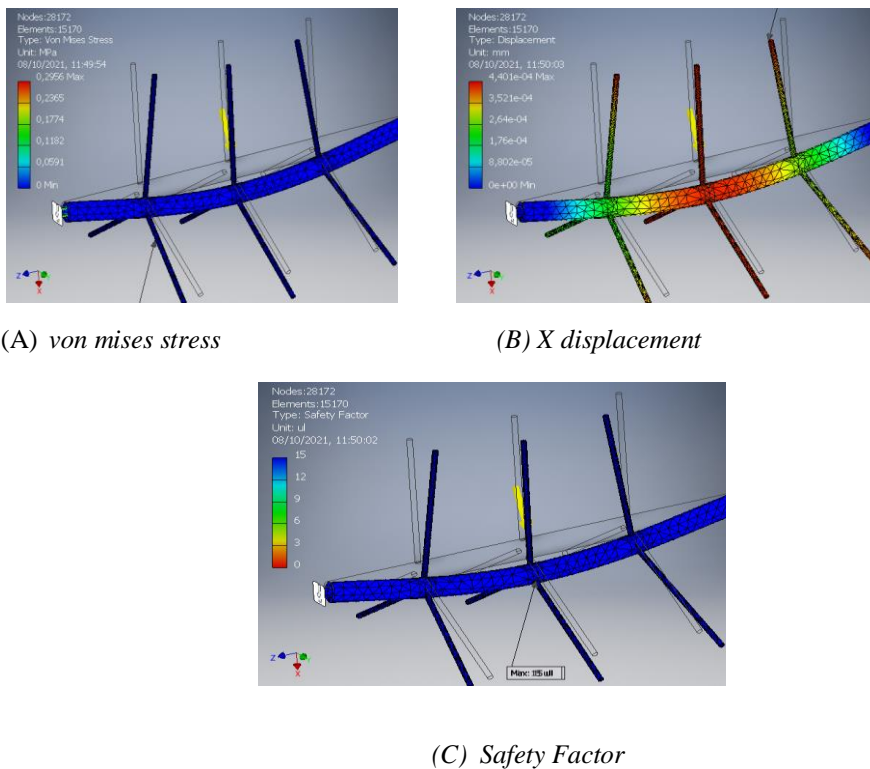 Nodes:28172
Elements:15170
Type: Von Mises Stress
Unit: MPa
08/10/2021, 11:49:54
0,2956 Max
0,2365
0,1774
0,1182
0,0591
0 Min
Z
X
(A) von mises stress
Nodes:28172
Elements:15170
Type: Displacement
Unit: mm
08/10/2021, 11:50:03
4,401e-04 Max
3,521e-04
2,64e-04
1,76e-04
8,802e-05
0e+00 Min
Z
X
(B) X displacement
Nodes:28172
Elements:15170
Type: Safety Factor
Unit: ul
08/10/2021, 11:50:02
15
12
9
6
3
0
Z
X
(C) Safety Factor